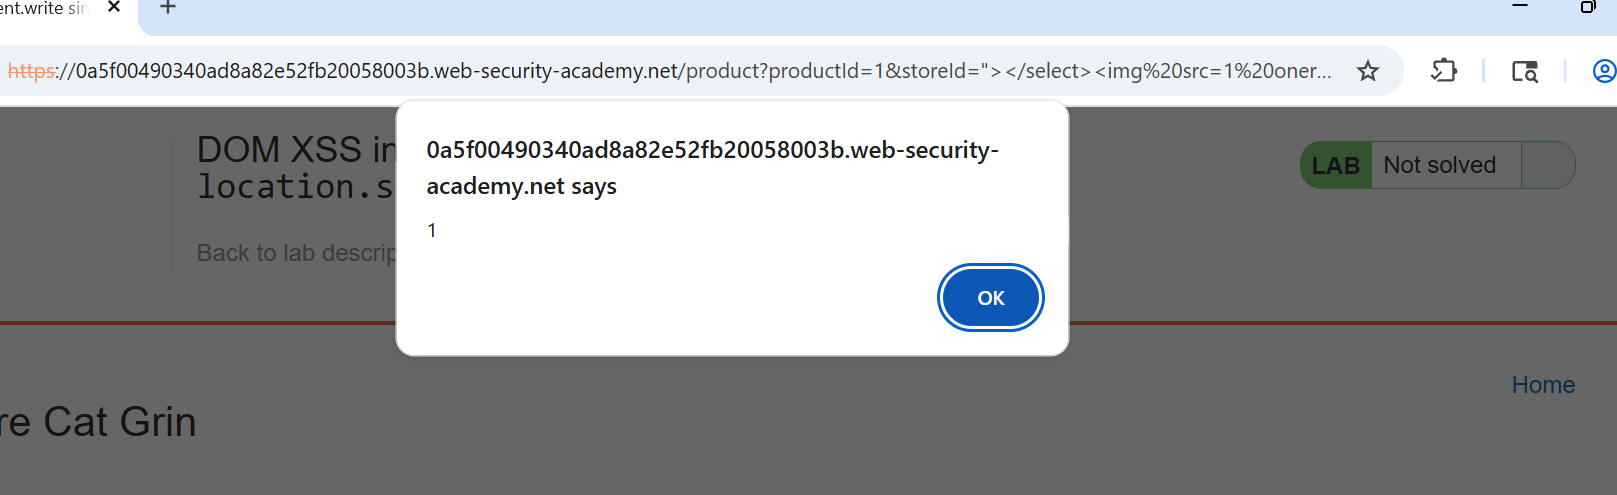 ent.write sin
https://0a5f00490340ad8a82e52fb20058003b.web-security-academy.net/product?productId=1&storeId="></select><img%20src=1%20oner...
DOM XSS in
location.s
Back to lab descrip
0a5f00490340ad8a82e52fb20058003b.web-security-
academy.net says
1
OK
LAB Not solved
Home
re Cat Grin